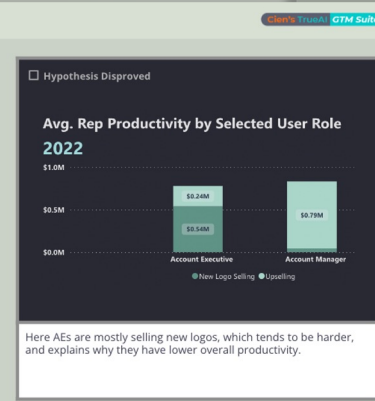 Cien's TrueAI GTM Suite
Hypothesis Disproved
Avg. Rep Productivity by Selected User Role
2022
$1.0M
$0.24M
$0.5M
$0.79M
$0.54M
$0.0M
Account Executive Account Manager
New Logo Selling Upselling
Here AEs are mostly selling new logos, which tends to be harder,
and explains why they have lower overall productivity.